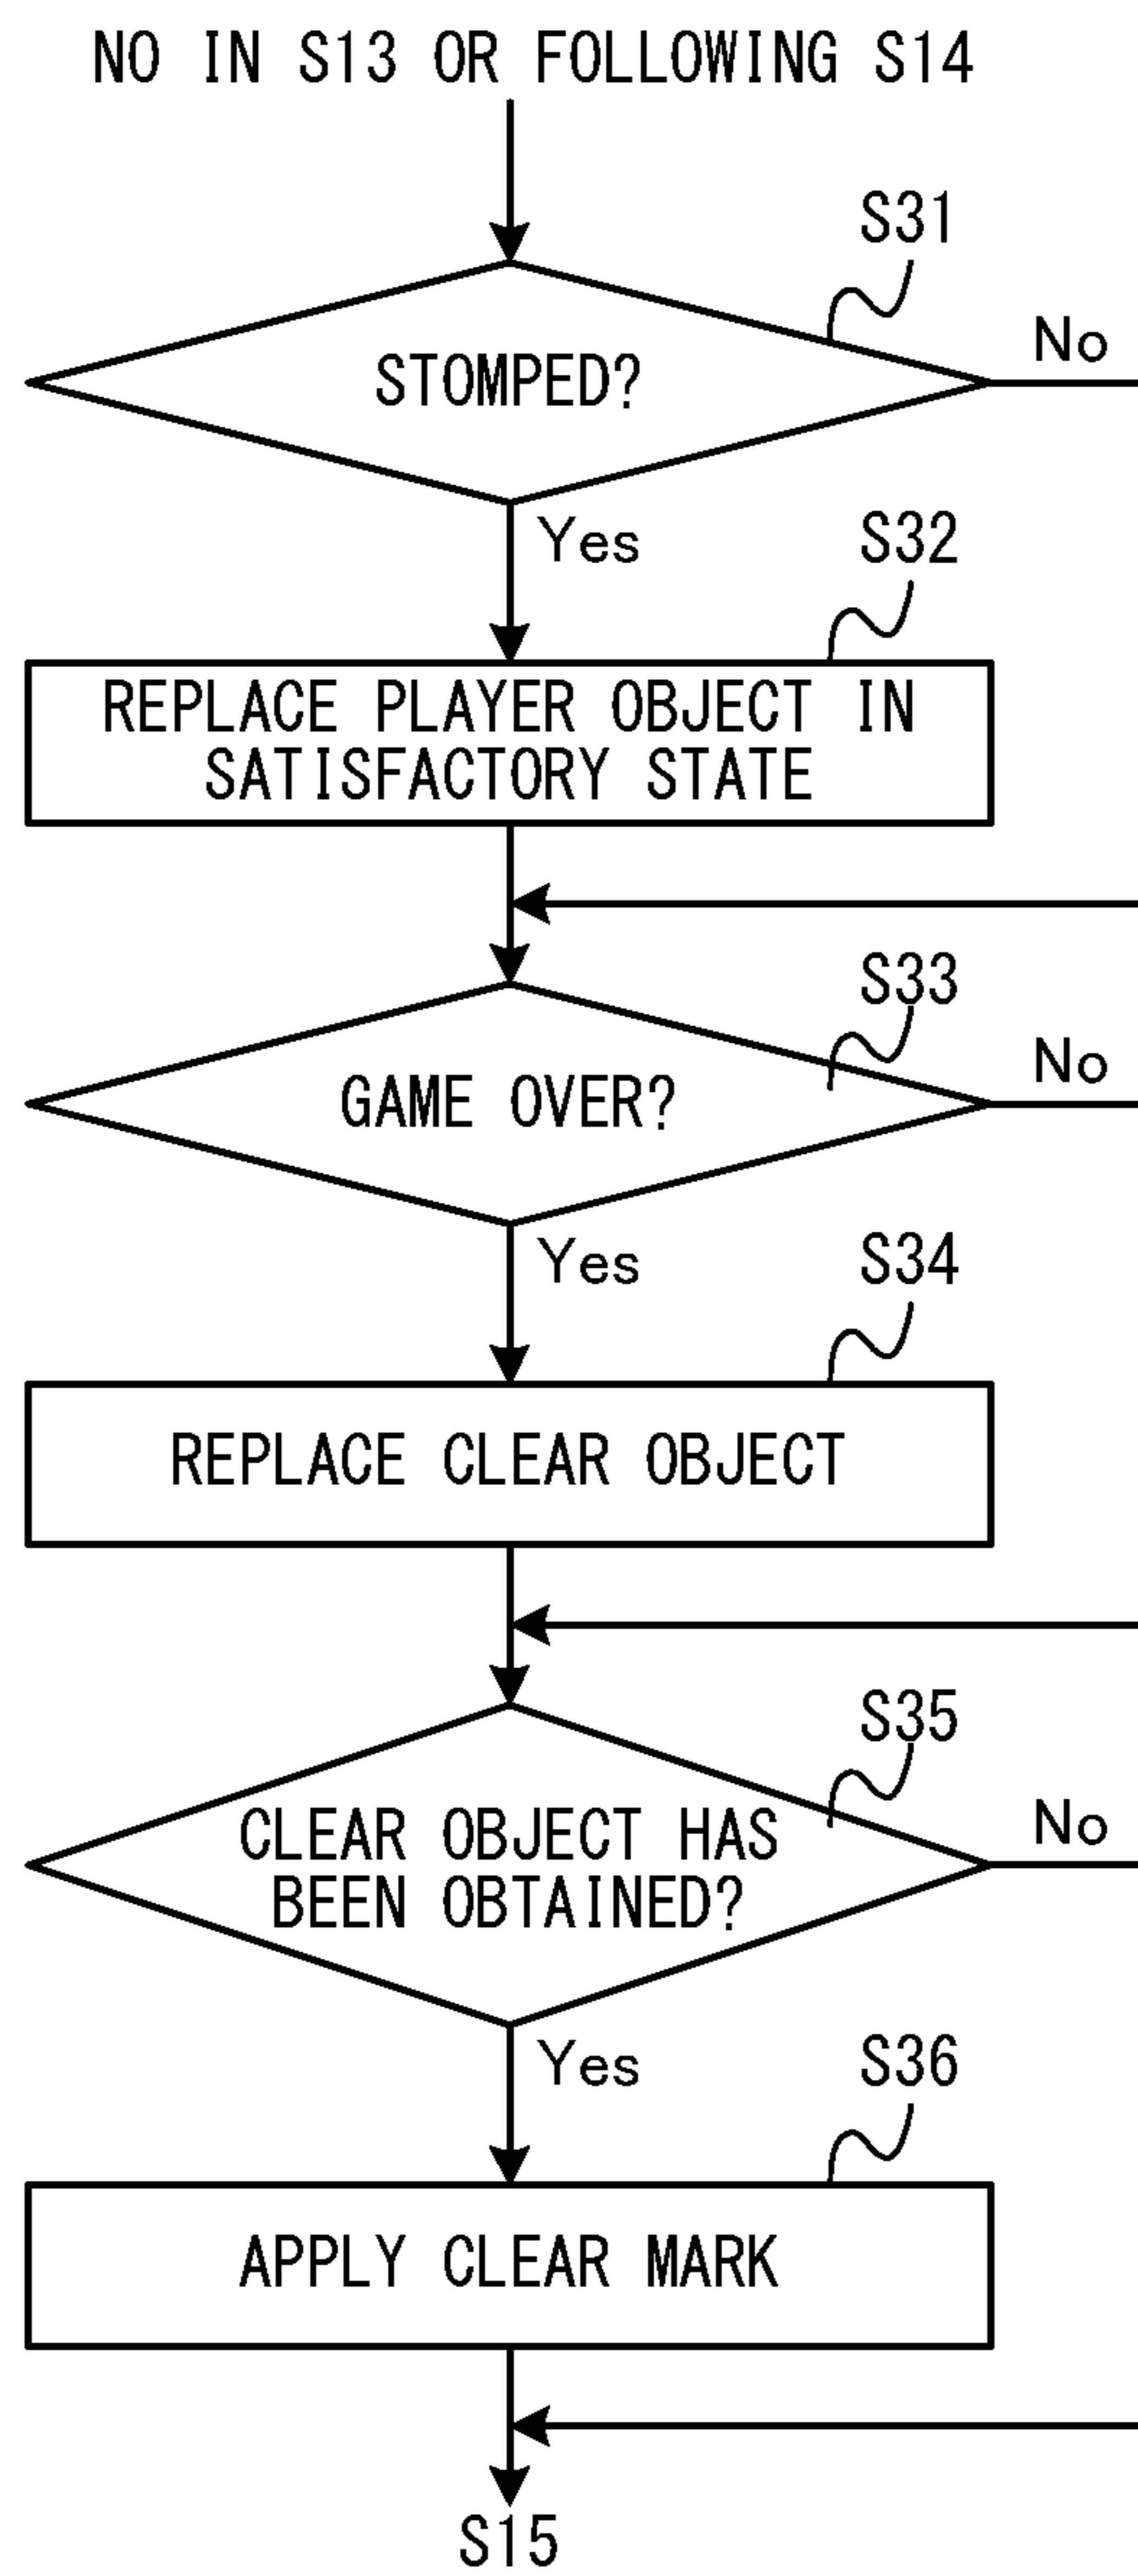 NO IN S13 OR FOLLOWING S14
S31
No
STOMPED?
Yes
S32
REPLACE PLAYER OBJECT IN
SATISFACTORY STATE
S33
No
GAME OVER?
Yes
S34
REPLACE CLEAR OBJECT
S35
No
CLEAR OBJECT HAS
BEEN OBTAINED?
Yes
S36
APPLY CLEAR MARK
S15